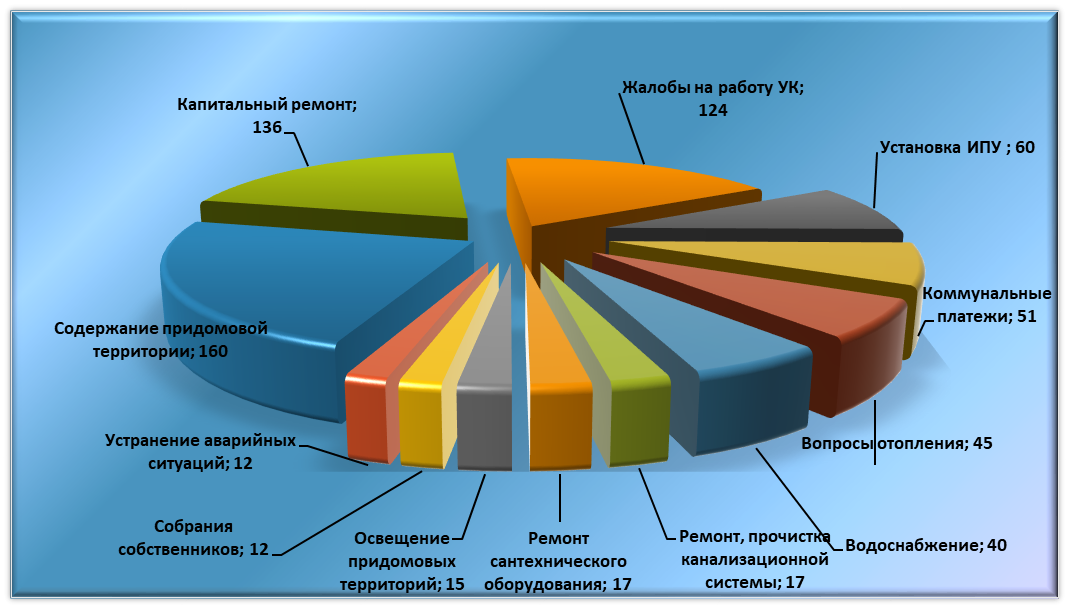 Жалобы на работу УК;
124
Установка ИПУ ; 60
Коммунальные
платежи; 51
Вопросы отопления; 45
Водоснабжение; 40
Ремонт, прочистка
канализационной
системы; 17
Ремонт
сантехнического
оборудования; 17
Освещение
придомовых
территорий; 15
Собрания
собственников; 12
Устранение аварийных
ситуаций; 12
Содержание придомовой
территории; 160
Капитальный ремонт;
136